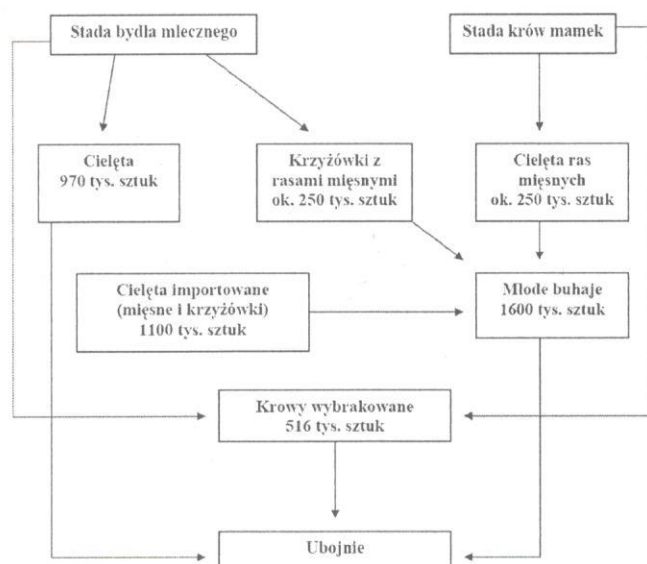 Stada bydła mlecznego
Stada krów mamek
Cielęta
970 tys. sztuk
Krzyżówki z
rasami mięsnymi
ok. 250 tys. sztuk
Cielęta ras
mięsnych
ok. 250 tys. sztuk
Cielęta importowane
(mięsne i krzyżówki)
1100 tys. sztuk
Młode buhaje
1600 tys. sztuk
Krowy wybrakowane
516 tys. sztuk
Ubojnie